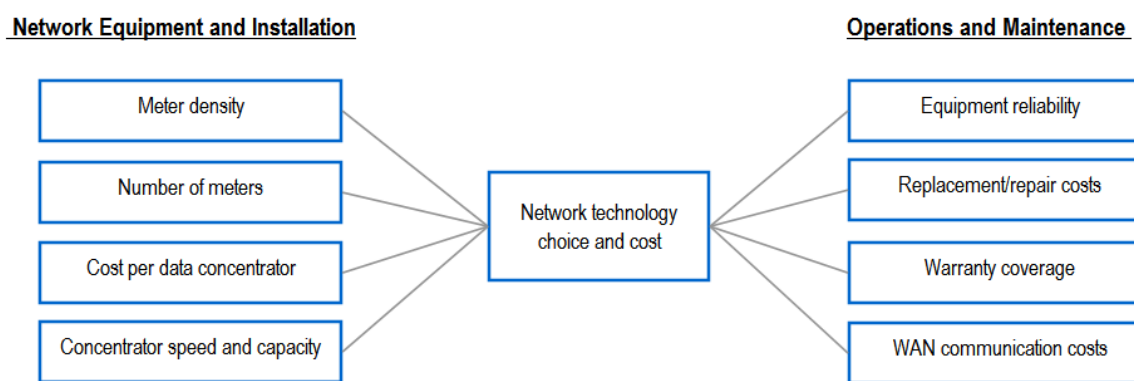 Network Equipment and Installation
Operations and Maintenance
Meter density
Number of meters
Cost per data concentrator
Concentrator speed and capacity
Network technology
choice and cost
Equipment reliability
Replacement/repair costs
Warranty coverage
WAN communication costs